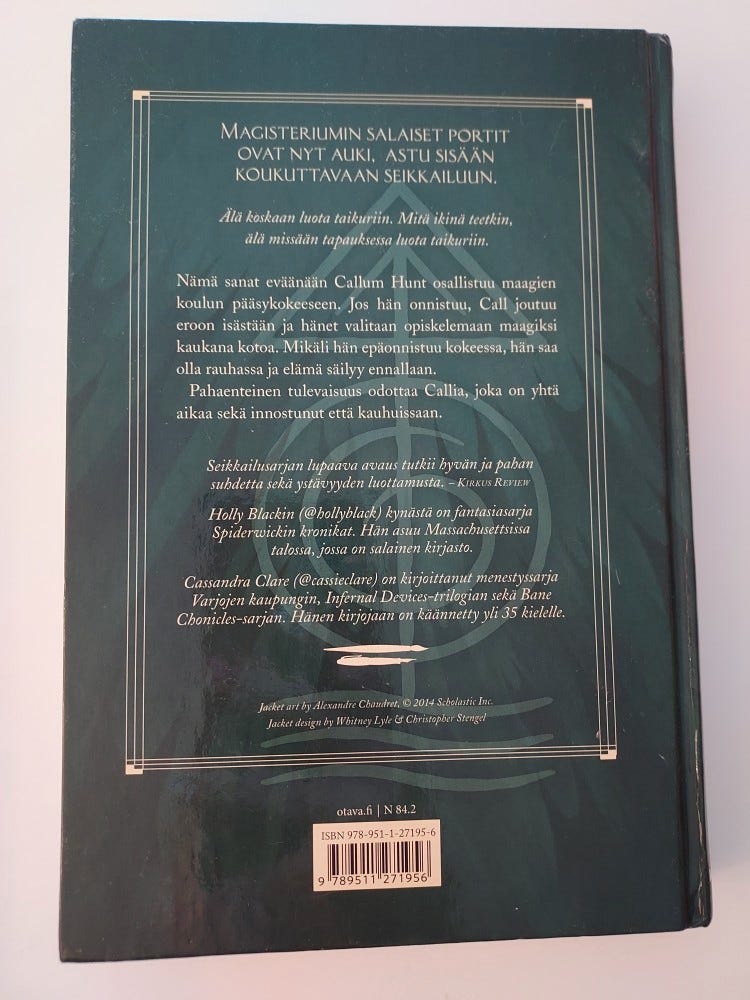 MAGISTERIUMIN SALAISET PORTIT
OVAT NYT AUKI, ASTU SISÄÄN
KOUKUTTAVAAN SEIKKAILUUN.
Älä koskaan luota taikuriin. Mitä ikinä teetkin,
älä missään tapauksessa luota taikuriin.
Nämä sanat eväänään Callum Hunt osallistuu maagien
koulun pääsykokeeseen. Jos hän onnistuu, Call joutuu
eroon isästään ja hänet valitaan opiskelemaan maagiksi
kaukana kotoa. Mikäli hän epäonnistuu kokeessa, hän saa
olla rauhassa ja elämä säilyy ennallaan.
Pahaenteinen tulevaisuus odottaa Callia, joka on yhtä
aikaa sekä innostunut että kauhuissaan.
Seikkailusarjan lupaava avaus tutkii hyvän ja pahan
suhdetta sekä ystävyyden luottamusta. – KIRKUS REVIEW
Holly Blackin (@hollyblack) kynästä on fantasiasarja
Spiderwickin kronikat. Hän asuu Massachusettsissa
talossa, jossa on salainen kirjasto.
Cassandra Clare (@cassieclare) on kirjoittanut menestyssarja
Varjojen kaupungin, Infernal Devices-trilogian sekä Bane
Chonicles-sarjan. Hänen kirjojaan on käännetty yli 35 kielelle.
Jacket art by Alexandre Chaudret, © 2014 Scholastic Inc.
Jacket design by Whitney Lyle & Christopher Stengel
otava.fi | N 84.2
ISBN 978-951-1-27195-6
9 789511 271956